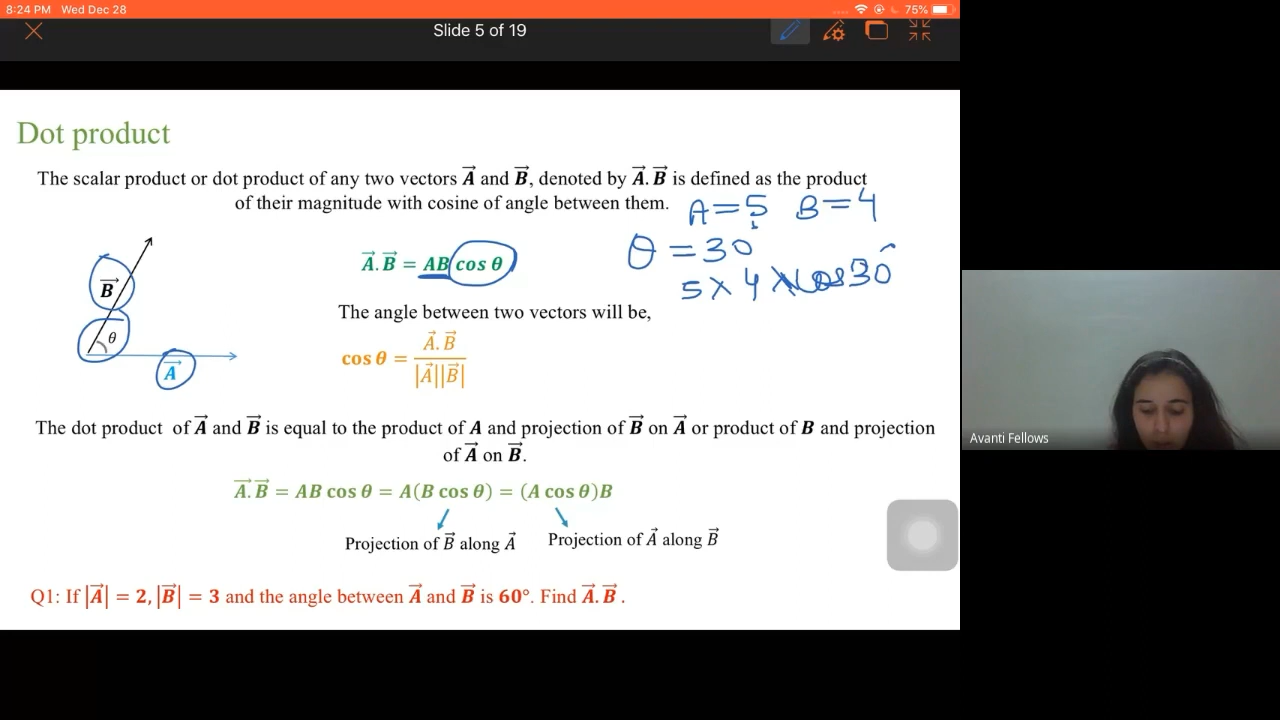 8:24 PM Wed Dec 28
75%
Slide 5 of 19
Dot product
The scalar product or dot product of any two vectors A⃗ and B⃗, denoted by A⃗.B⃗ is defined as the product
of their magnitude with cosine of angle between them.
A=5 B=4
θ =30
A⃗.B⃗ = AB cos θ
5×4×cos30°
B⃗
θ
A⃗
The angle between two vectors will be,
cos θ = A⃗.B⃗ / |A⃗||B⃗|
The dot product of A⃗ and B⃗ is equal to the product of A and projection of B⃗ on A⃗ or product of B and projection
of A⃗ on B⃗.
A⃗.B⃗ = AB cos θ = A(B cos θ) = (A cos θ)B
Projection of B⃗ along A⃗
Projection of A⃗ along B⃗
Q1: If |A⃗| = 2, |B⃗| = 3 and the angle between A⃗ and B⃗ is 60°. Find A⃗.B⃗ .
Avanti Fellows